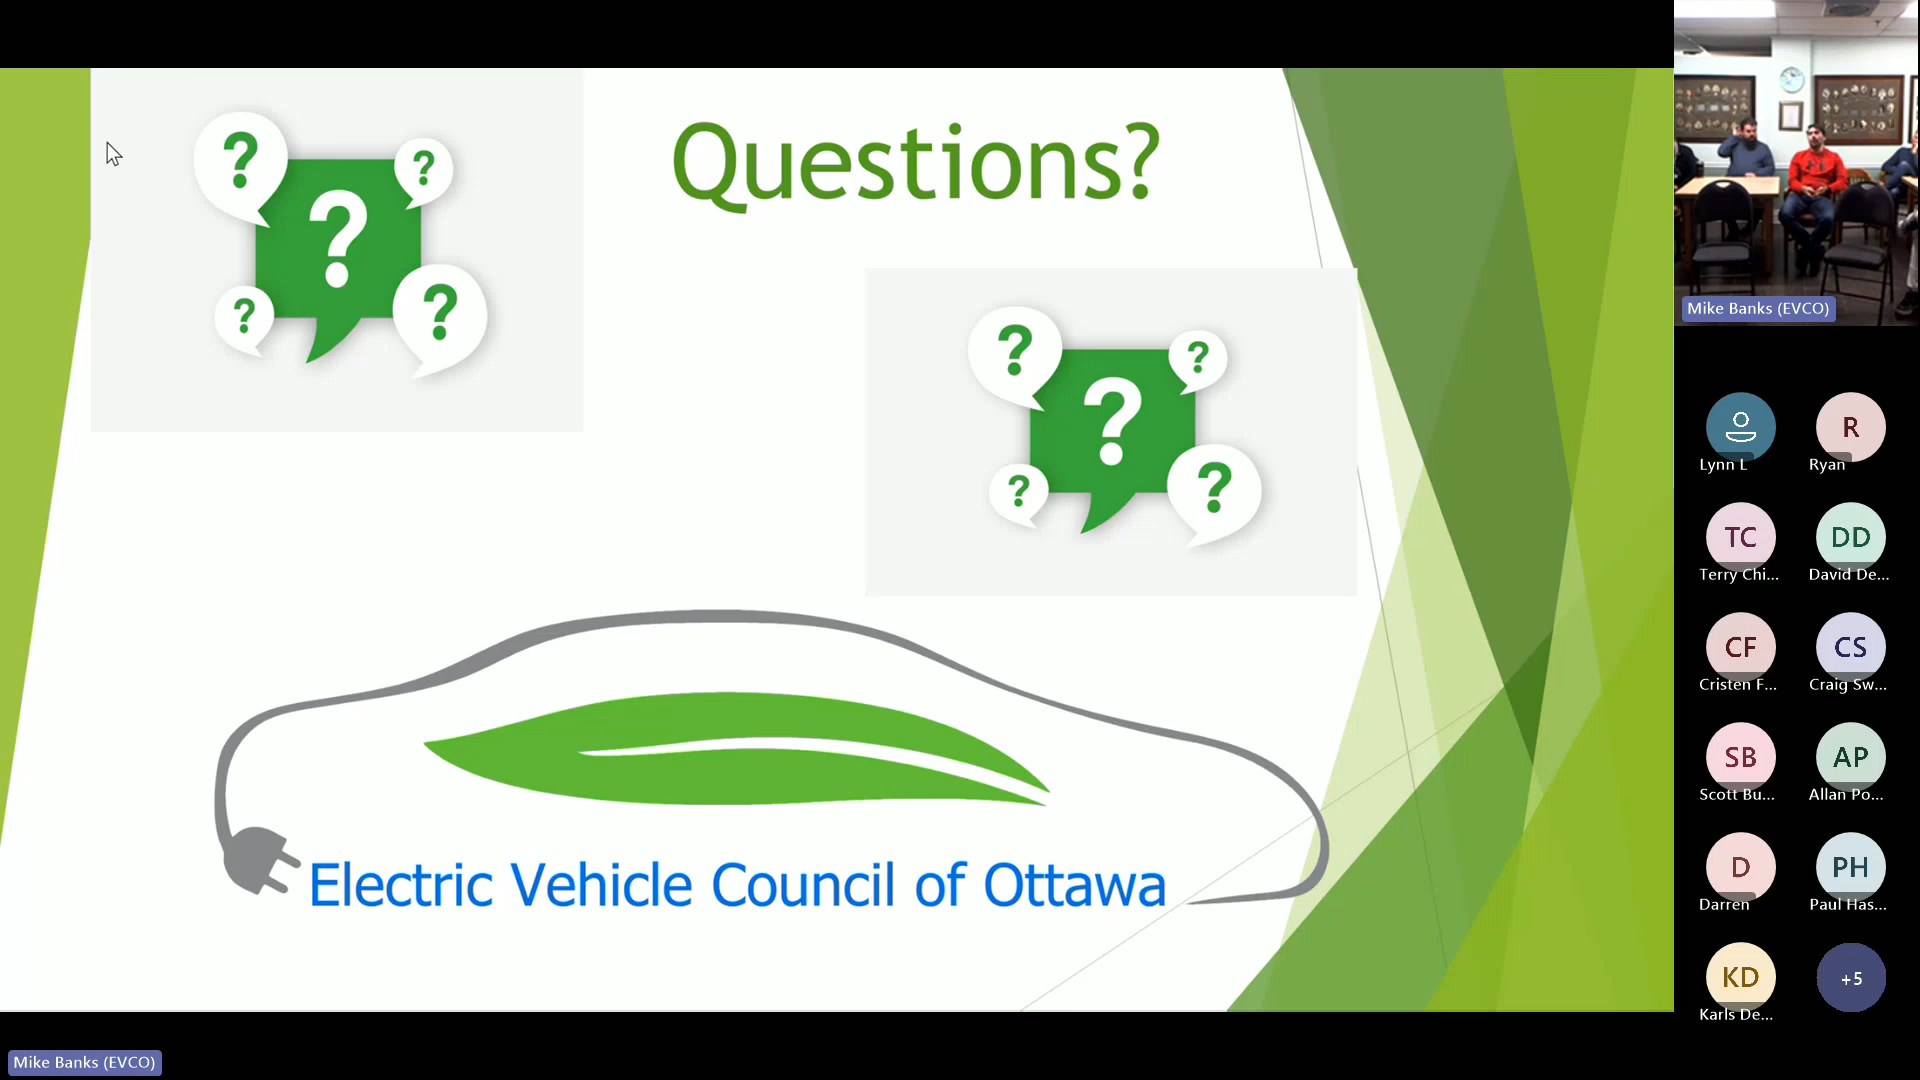 ?
?
?
?
?
Questions?
?
?
?
?
?
Electric Vehicle Council of Ottawa
Mike Banks (EVCO)
Mike Banks (EVCO)
Lynn L
R
Ryan
TC
Terry Chi...
DD
David De...
CF
Cristen F...
CS
Craig Sw...
SB
Scott Bu...
AP
Allan Po...
D
Darren
PH
Paul Has...
KD
Karls De...
+5